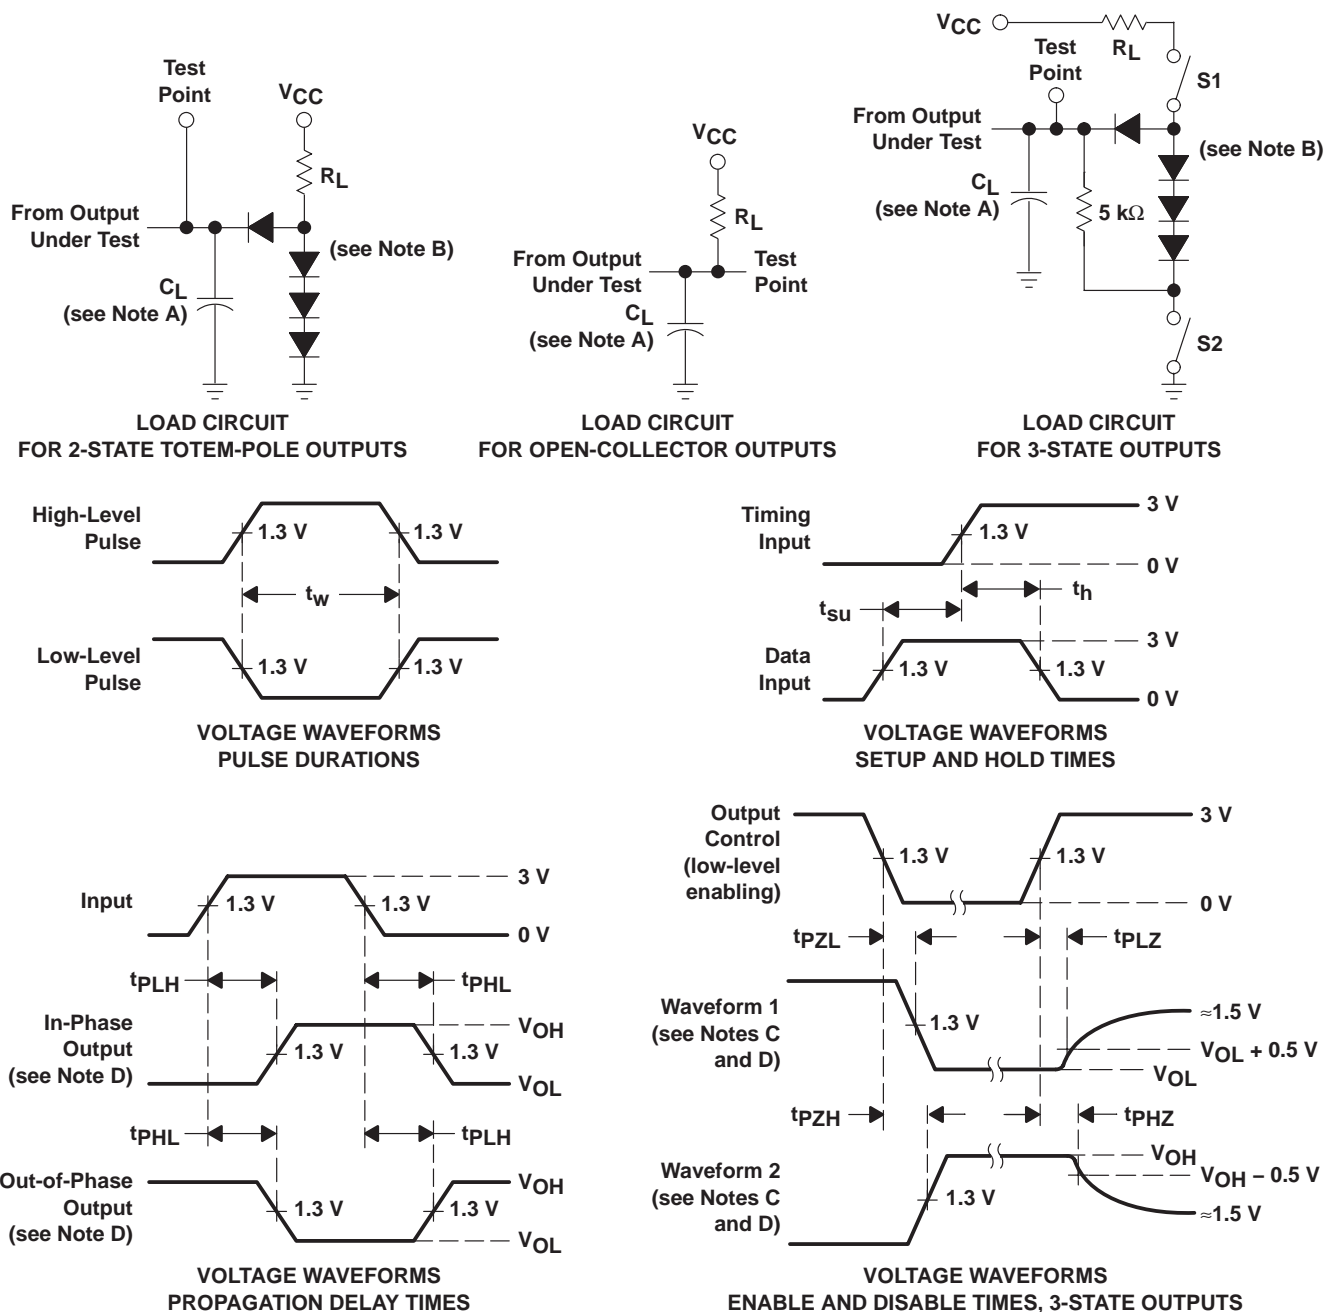 Test
Point
VCC
RL
From Output
Under Test
(see Note B)
CL
(see Note A)
LOAD CIRCUIT
FOR 2-STATE TOTEM-POLE OUTPUTS
VCC
RL
From Output
Under Test
Test
Point
CL
(see Note A)
LOAD CIRCUIT
FOR OPEN-COLLECTOR OUTPUTS
VCC
RL
Test
Point
S1
From Output
Under Test
(see Note B)
CL
(see Note A)
5 kΩ
S2
LOAD CIRCUIT
FOR 3-STATE OUTPUTS
High-Level
Pulse
1.3 V
1.3 V
tw
Low-Level
Pulse
1.3 V
1.3 V
VOLTAGE WAVEFORMS
PULSE DURATIONS
Timing
Input
1.3 V
3 V
0 V
th
tsu
Data
Input
1.3 V
1.3 V
3 V
0 V
VOLTAGE WAVEFORMS
SETUP AND HOLD TIMES
Input
1.3 V
1.3 V
3 V
0 V
tPLH
tPHL
In-Phase
Output
(see Note D)
1.3 V
1.3 V
VOH
VOL
tPHL
tPLH
Out-of-Phase
Output
(see Note D)
1.3 V
1.3 V
VOH
VOL
VOLTAGE WAVEFORMS
PROPAGATION DELAY TIMES
Output
Control
(low-level
enabling)
1.3 V
1.3 V
3 V
0 V
tPZL
tPLZ
Waveform 1
(see Notes C
and D)
1.3 V
≈1.5 V
VOL + 0.5 V
VOL
tPZH
tPHZ
Waveform 2
(see Notes C
and D)
1.3 V
VOH
VOH – 0.5 V
≈1.5 V
VOLTAGE WAVEFORMS
ENABLE AND DISABLE TIMES, 3-STATE OUTPUTS